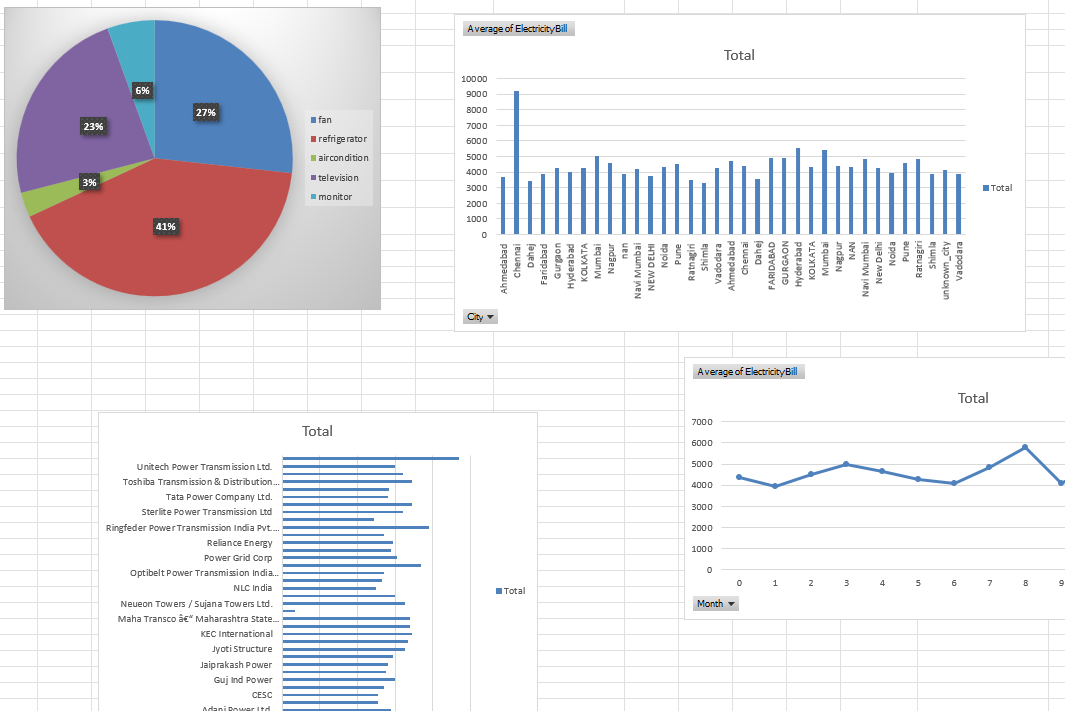 6%
27%
23%
3%
41%
fan
refrigerator
aircondition
television
monitor
Average of ElectricityBill
Total
10000
9000
8000
7000
6000
5000
4000
3000
2000
1000
0
Ahmedabad
Chennai
Dahej
Faridabad
Gurgaon
Hyderabad
KOLKATA
Mumbai
Nagpur
nan
Navi Mumbai
NEW DELHI
Noida
Pune
Ratnagiri
Shimla
Vadodara
Ahmedabad
Chennai
Dahej
FARIDABAD
GURGAON
Hyderabad
KOLKATA
Mumbai
Nagpur
NAN
Navi Mumbai
New Delhi
Noida
Pune
Ratnagiri
Shimla
unknown_city
Vadodara
Total
City
Total
Unitech Power Transmission Ltd.
Toshiba Transmission & Distribution...
Tata Power Company Ltd.
Sterlite Power Transmission Ltd
Ringfeder Power Transmission India Pvt....
Reliance Energy
Power Grid Corp
Optibelt Power Transmission India...
NLC India
Neueon Towers / Sujana Towers Ltd.
Maha Transco â€“ Maharashtra State...
KEC International
Jyoti Structure
Jaiprakash Power
Guj Ind Power
CESC
Adani Power Ltd.
Total
Average of ElectricityBill
Total
7000
6000
5000
4000
3000
2000
1000
0
0 1 2 3 4 5 6 7 8 9
Month